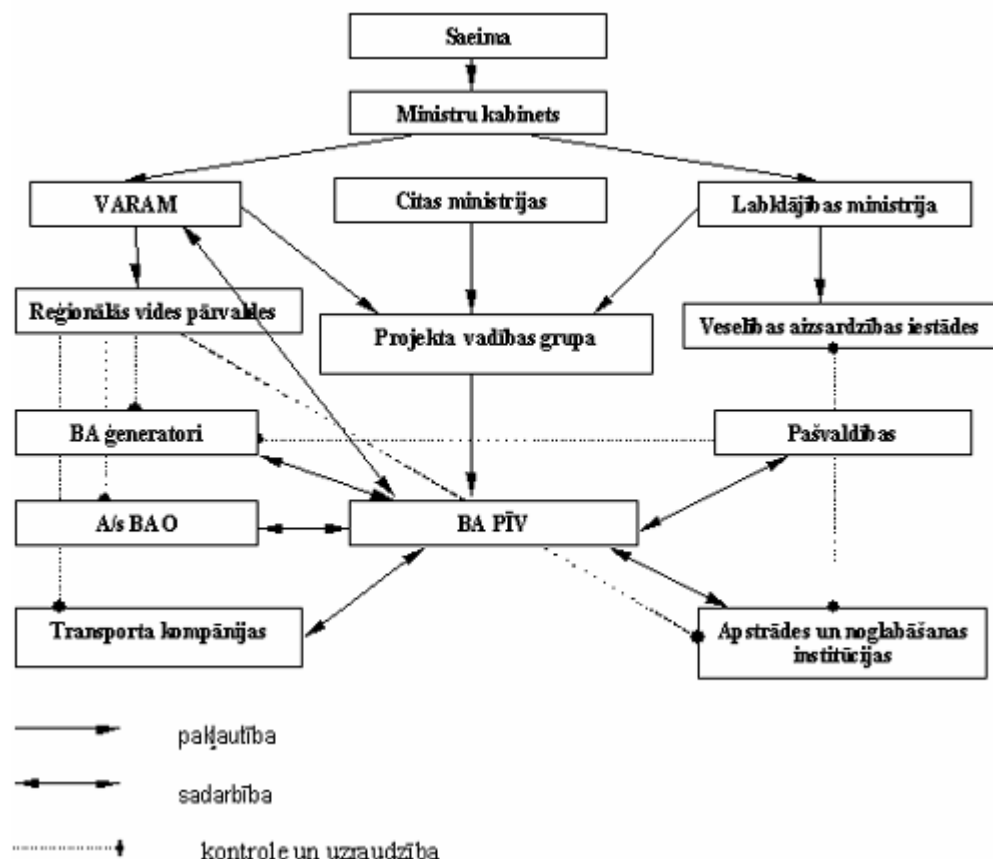 Saeima
Ministru kabinets
VARAM
Citas ministrijas
Labklājības ministrija
Reģionālās vides pārvaldes
Projekta vadības grupa
Veselības aizsardzības iestādes
BA ģeneratori
Pašvaldības
A/s BAO
BA PĪV
Transporta kompānijas
Apstrādes un noglabāšanas
institūcijas
pakļautība
sadarbība
kontrole un uzraudzība